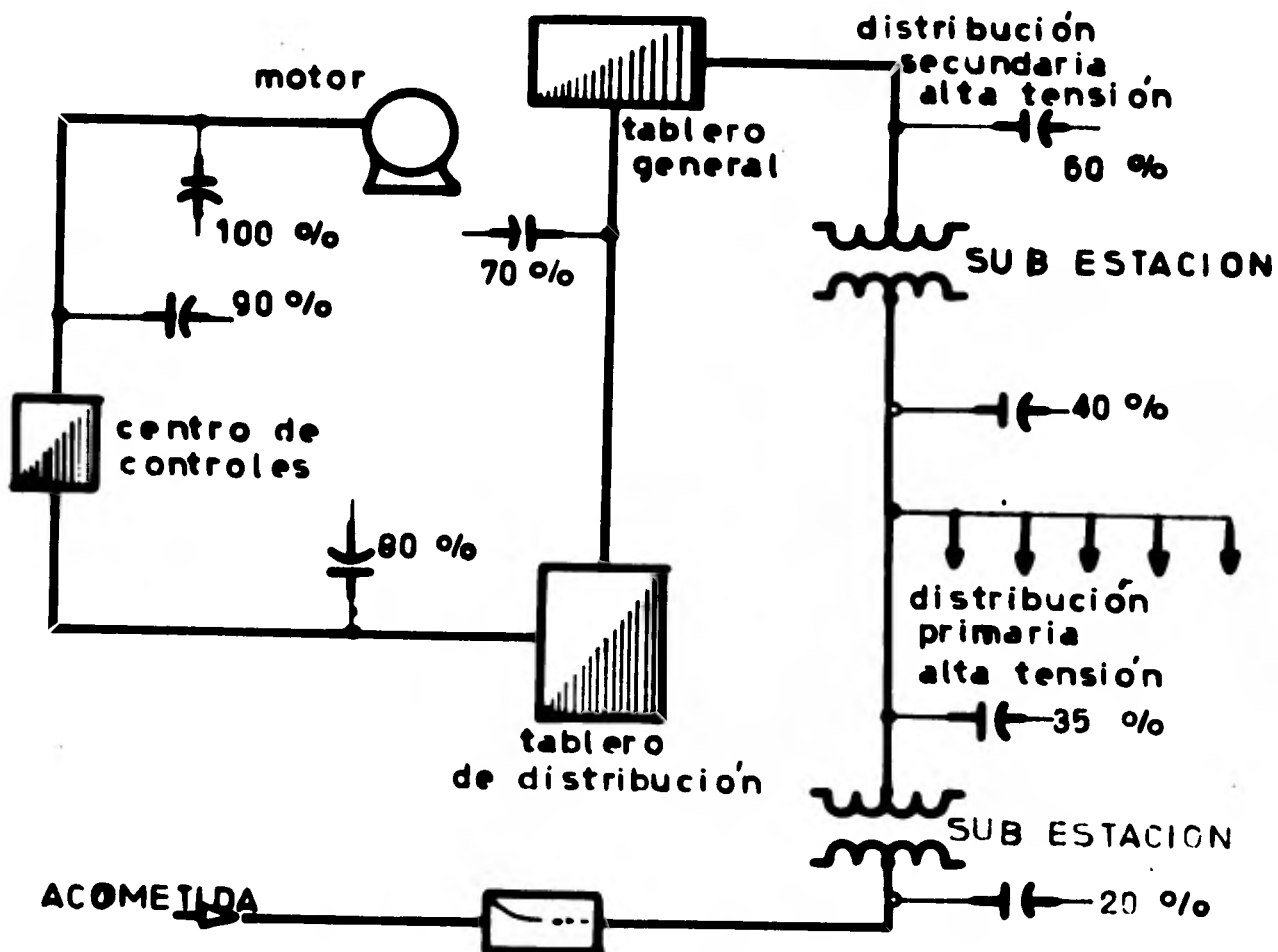 distribución
secundaria
alta tensión
motor
tablero
general
60 %
100 %
70 %
SUB ESTACION
90 %
40 %
centro de
controles
80 %
distribución
primaria
alta tensión
35 %
tablero
de distribución
SUB ESTACION
ACOMETIDA
20 %